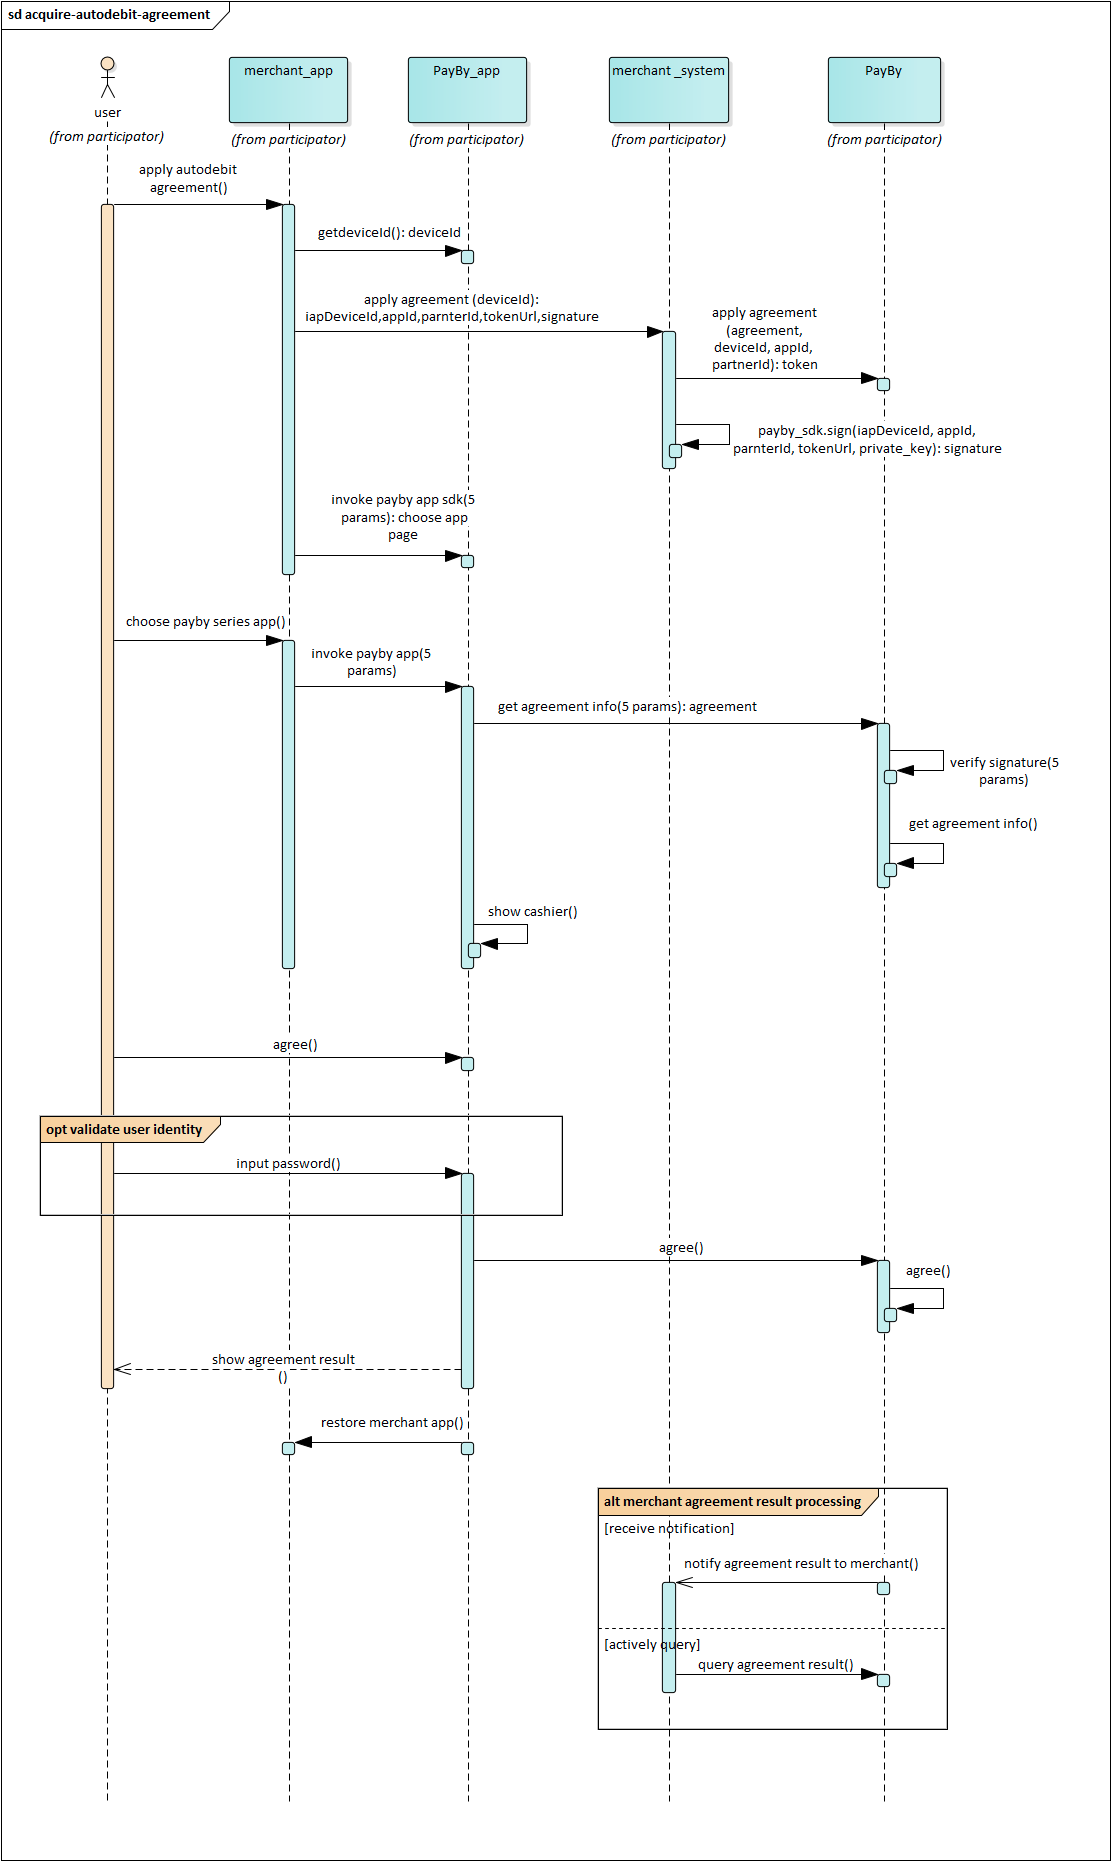 sd acquire-autodebit-agreement
user
(from participator)
merchant_app
(from participator)
PayBy_app
(from participator)
merchant _system
(from participator)
PayBy
(from participator)
apply autodebit
agreement()
getdeviceId(): deviceId
apply agreement (deviceId):
iapDeviceId,appId,parnterId,tokenUrl,signature
apply agreement
(agreement,
deviceId, appId,
partnerId): token
payby_sdk.sign(iapDeviceId, appId,
parnterId, tokenUrl, private_key): signature
invoke payby app sdk(5
params): choose app
page
choose payby series app()
invoke payby app(5
params)
get agreement info(5 params): agreement
verify signature(5
params)
get agreement info()
show cashier()
agree()
opt validate user identity
input password()
agree()
agree()
show agreement result
()
restore merchant app()
alt merchant agreement result processing
[receive notification]
notify agreement result to merchant()
[actively query]
query agreement result()